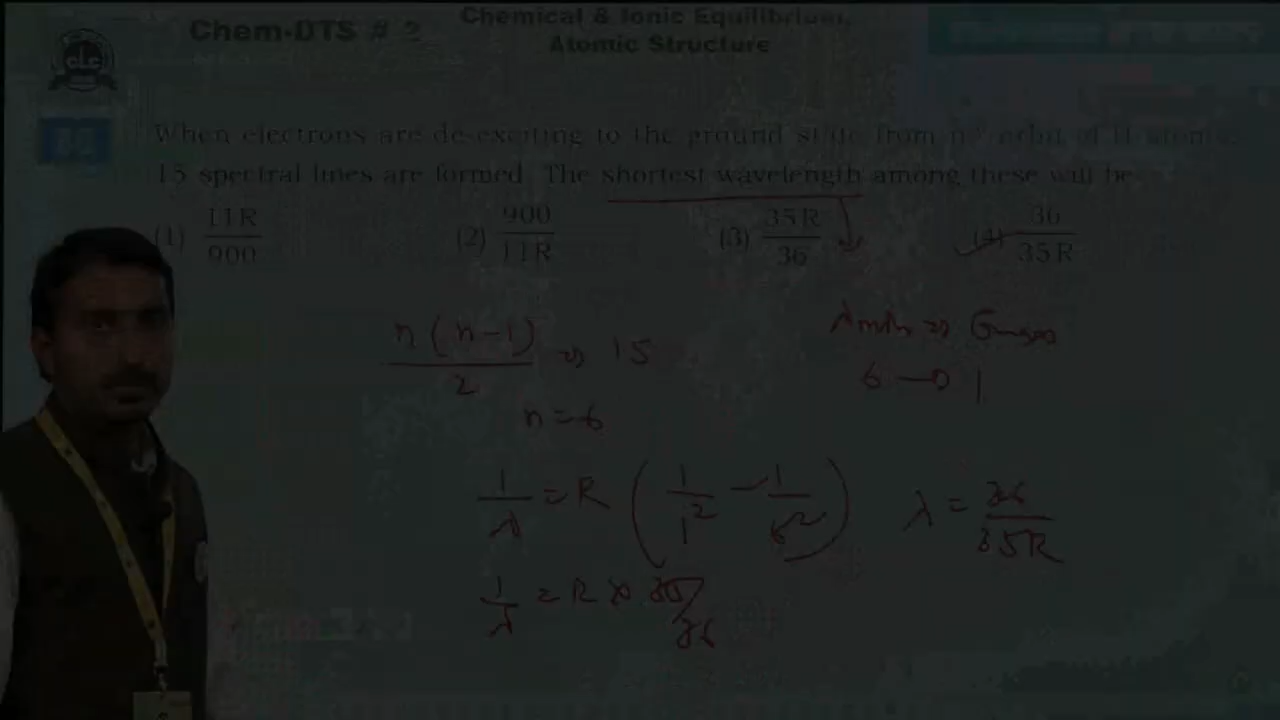 Chem-DTS # 2
Chemical & Ionic Equilibrium,
Atomic Structure
CLC
When electrons are de-exciting to the ground state from nth orbit of H-atoms,
15 spectral lines are formed. The shortest wavelength among these will be
(1) 11R/900 (2) 900/11R (3) 35R/36 (4) 36/35R
n(n-1)/2 ⇒ 15
n = 6
λmin ⇒
6 → 1
1/λ = R (1/1² - 1/6²)
λ = 36/35R
1/λ = R × 35/36